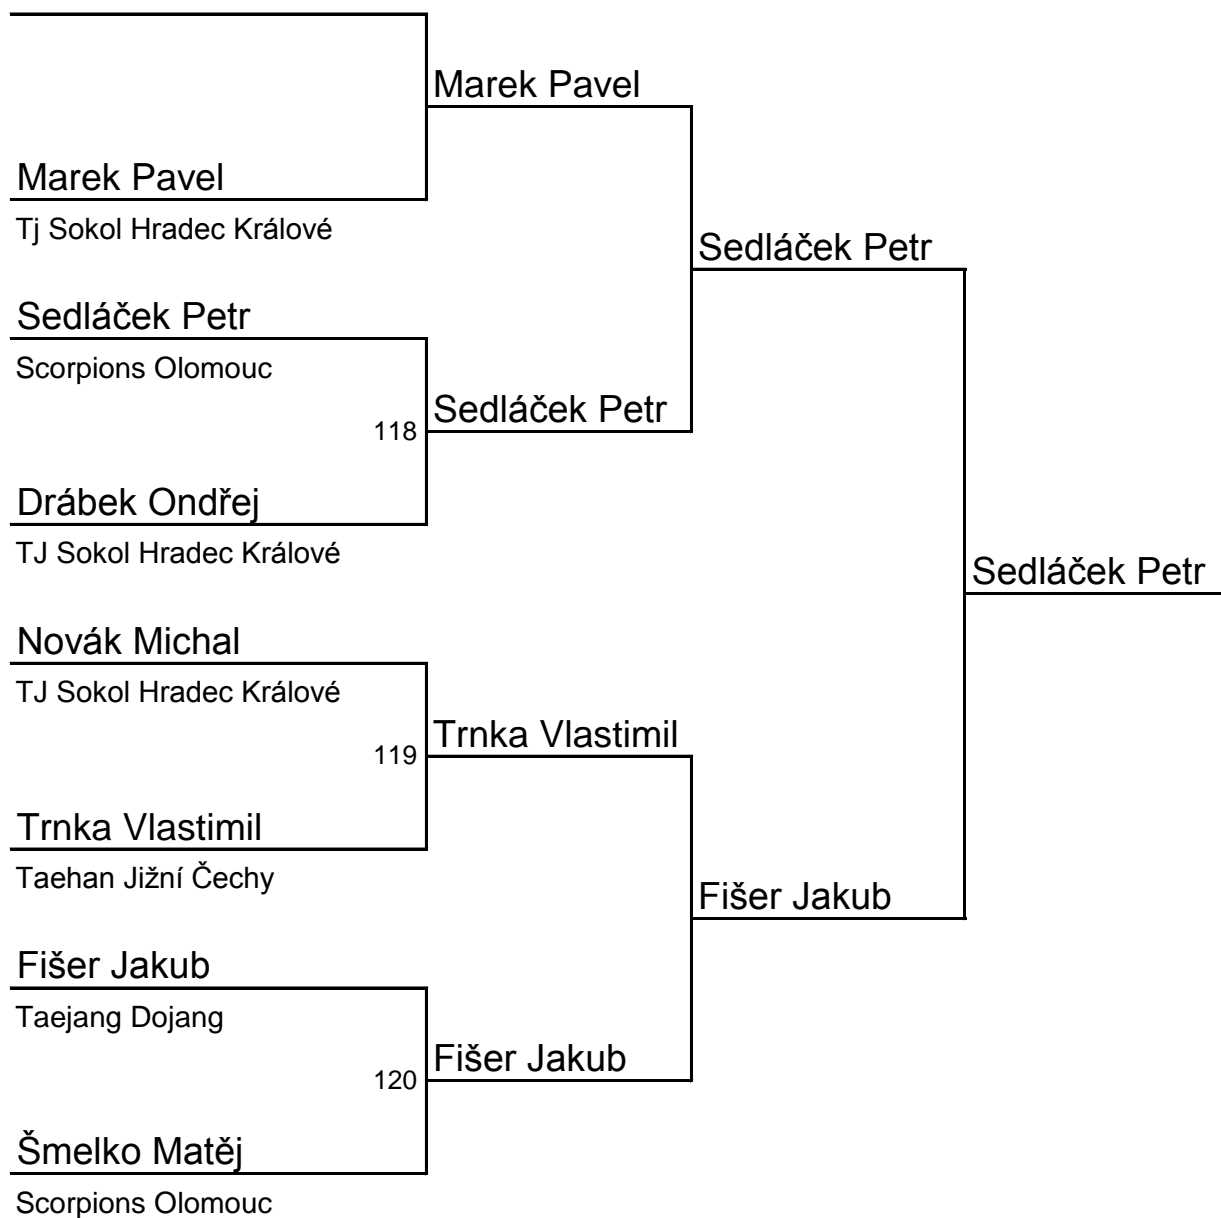 Marek Pavel
Marek Pavel
Tj Sokol Hradec Králové
Sedláček Petr
Sedláček Petr
Scorpions Olomouc
118
Sedláček Petr
Drábek Ondřej
TJ Sokol Hradec Králové
Sedláček Petr
Novák Michal
TJ Sokol Hradec Králové
119
Trnka Vlastimil
Trnka Vlastimil
Taehan Jižní Čechy
Fišer Jakub
Fišer Jakub
Taejang Dojang
120
Fišer Jakub
Šmelko Matěj
Scorpions Olomouc